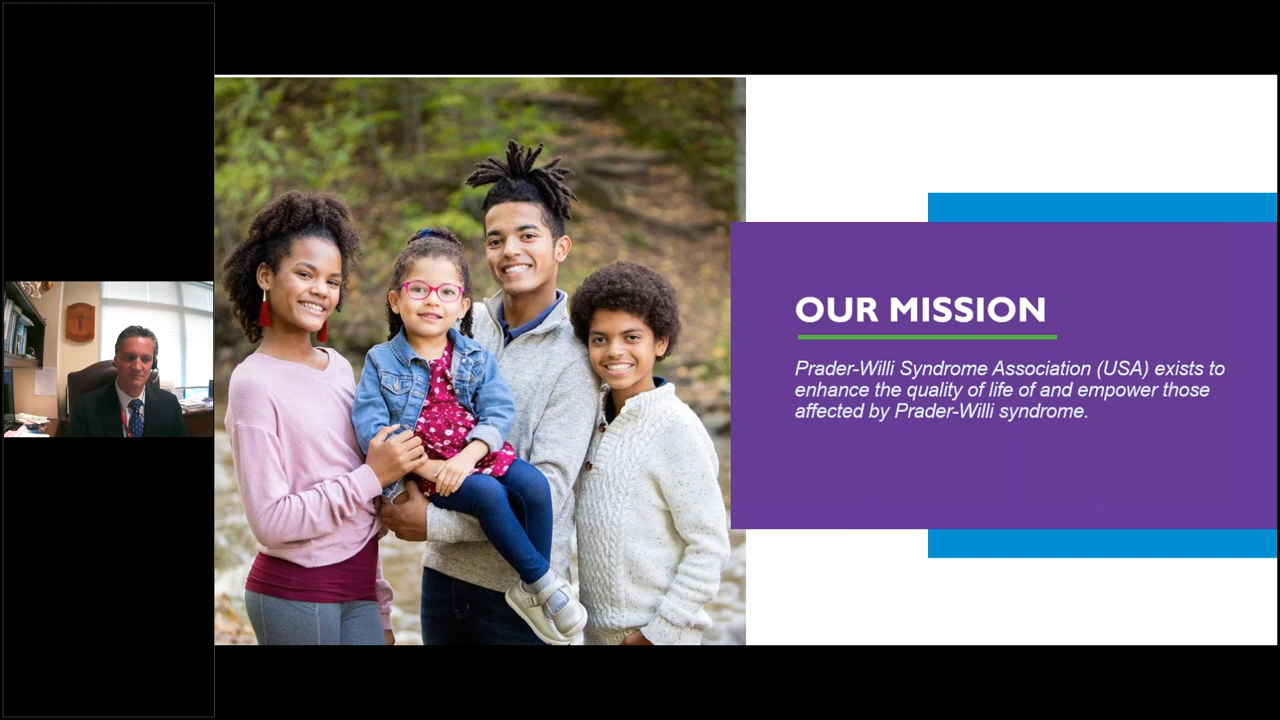 OUR MISSION
Prader-Willi Syndrome Association (USA) exists to
enhance the quality of life of and empower those
affected by Prader-Willi syndrome.